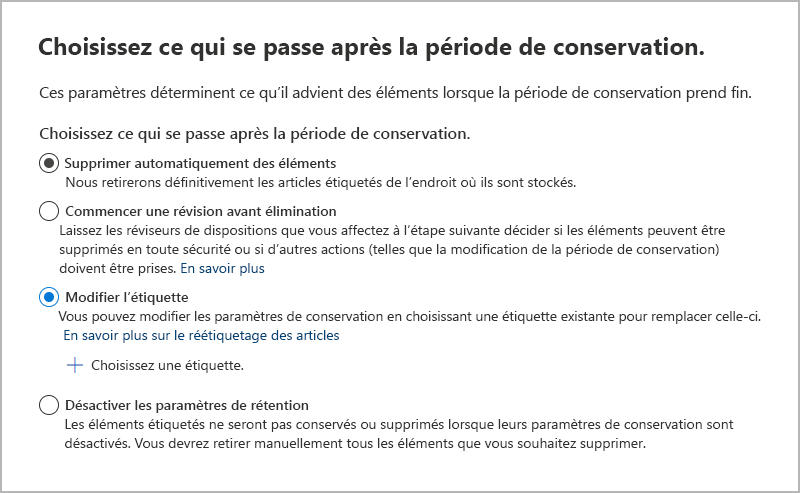 Choisissez ce qui se passe après la période de conservation.
Ces paramètres déterminent ce qu’il advient des éléments lorsque la période de conservation prend fin.
Choisissez ce qui se passe après la période de conservation.
Supprimer automatiquement des éléments
Nous retirerons définitivement les articles étiquetés de l’endroit où ils sont stockés.
Commencer une révision avant élimination
Laissez les réviseurs de dispositions que vous affectez à l’étape suivante décider si les éléments peuvent être
supprimés en toute sécurité ou si d’autres actions (telles que la modification de la période de conservation)
doivent être prises. En savoir plus
Modifier l’étiquette
Vous pouvez modifier les paramètres de conservation en choisissant une étiquette existante pour remplacer celle-ci.
En savoir plus sur le réétiquetage des articles
Choisissez une étiquette.
Désactiver les paramètres de rétention
Les éléments étiquetés ne seront pas conservés ou supprimés lorsque leurs paramètres de conservation sont
désactivés. Vous devrez retirer manuellement tous les éléments que vous souhaitez supprimer.